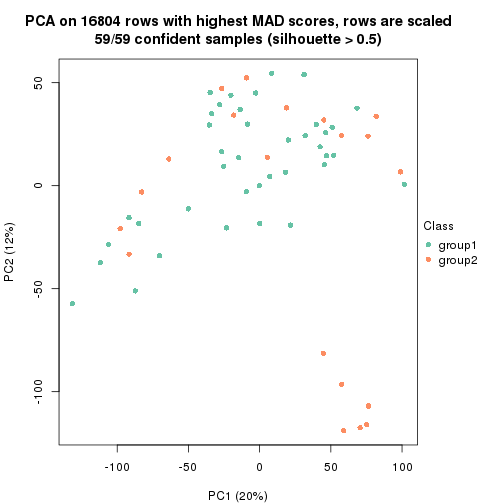 PCA on 16804 rows with highest MAD scores, rows are scaled
59/59 confident samples (silhouette > 0.5)
50
0
-50
-100
PC2 (12%)
-100
-50
0
50
100
PC1 (20%)
Class
group1
group2